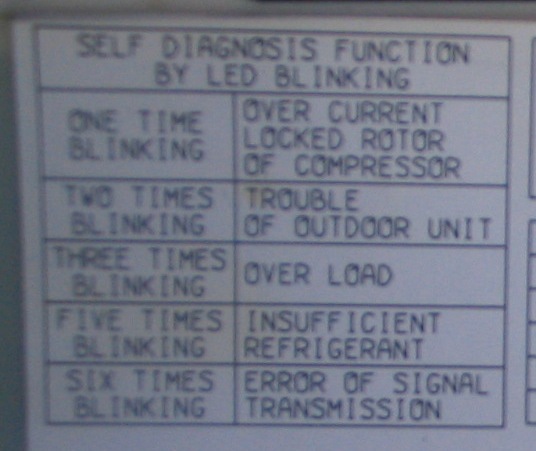 SELF DIAGNOSIS FUNCTION
BY LED BLINKING
ONE TIME
BLINKING
OVER CURRENT
LOCKED ROTOR
OF COMPRESSOR
TWO TIMES
BLINKING
TROUBLE
OF OUTDOOR UNIT
THREE TIMES
BLINKING
OVER LOAD
FIVE TIMES
BLINKING
INSUFFICIENT
REFRIGERANT
SIX TIMES
BLINKING
ERROR OF SIGNAL
TRANSMISSION